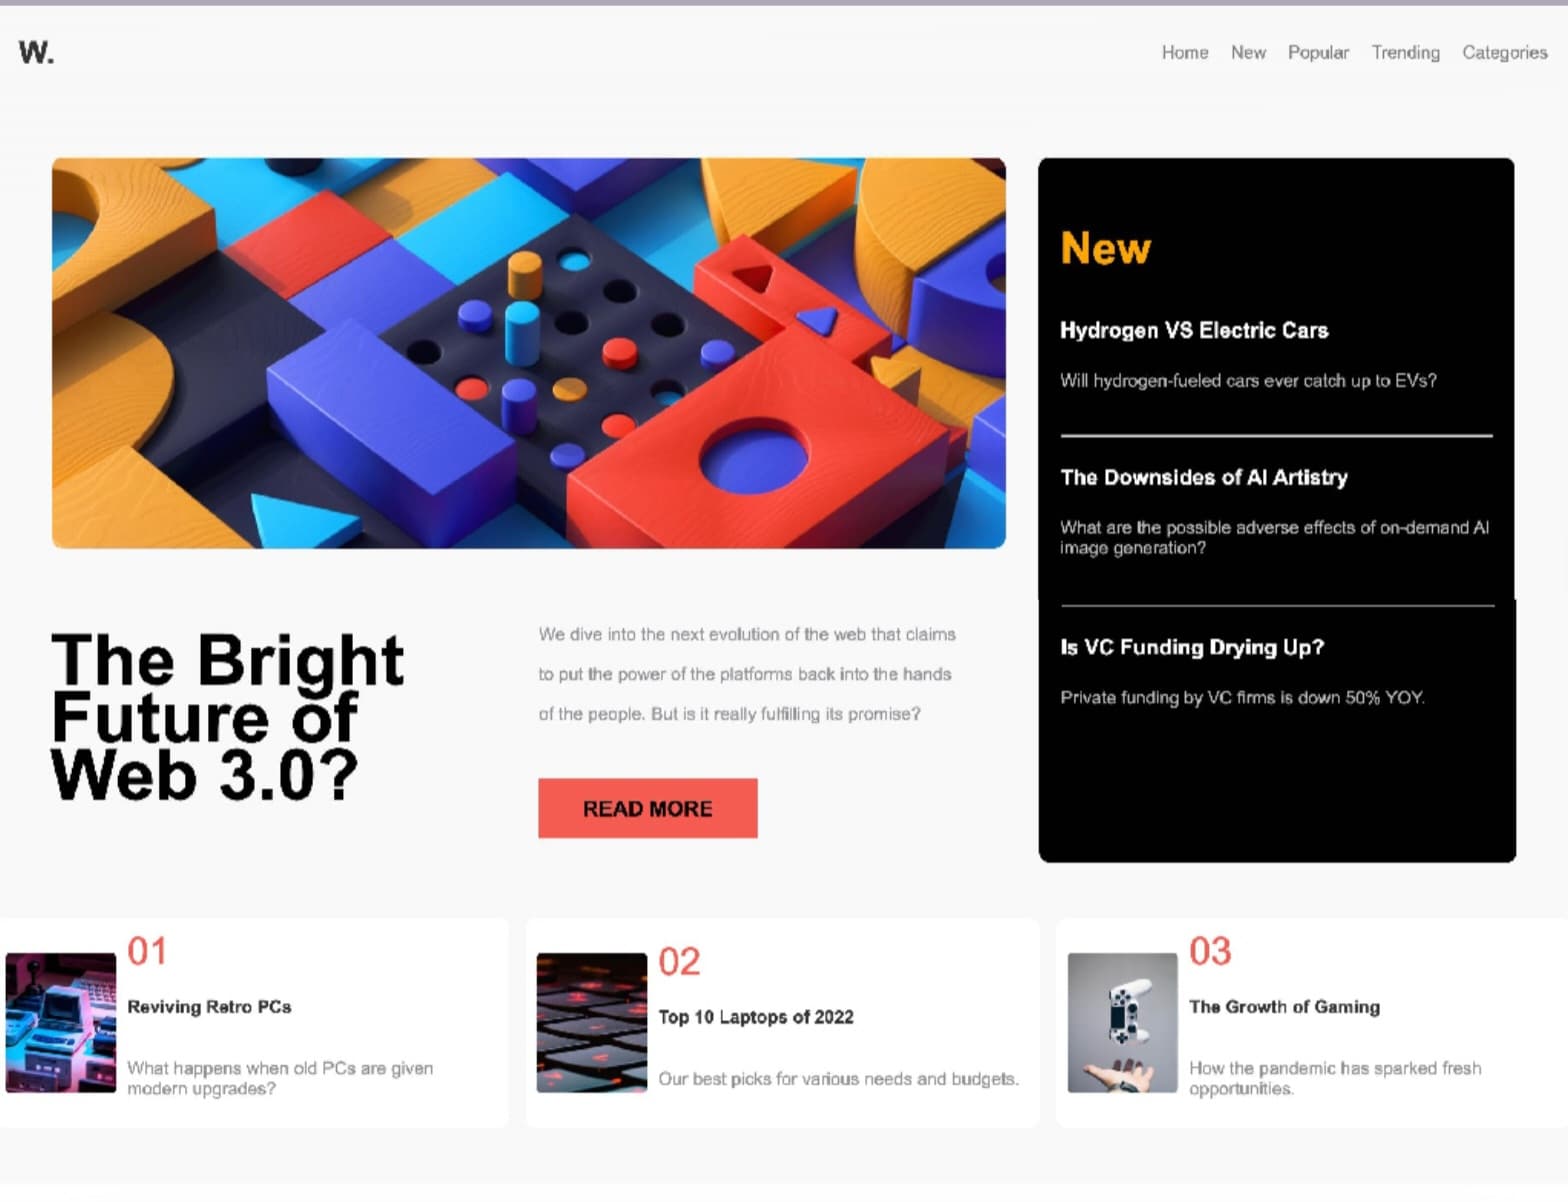 W.
Home New Popular Trending Categories
The Bright
Future of
Web 3.0?
We dive into the next evolution of the web that claims
to put the power of the platforms back into the hands
of the people. But is it really fulfilling its promise?
READ MORE
New
Hydrogen VS Electric Cars
Will hydrogen-fueled cars ever catch up to EVs?
The Downsides of AI Artistry
What are the possible adverse effects of on-demand AI
image generation?
Is VC Funding Drying Up?
Private funding by VC firms is down 50% YOY.
01
Reviving Retro PCs
What happens when old PCs are given
modern upgrades?
02
Top 10 Laptops of 2022
Our best picks for various needs and budgets.
03
The Growth of Gaming
How the pandemic has sparked fresh
opportunities.